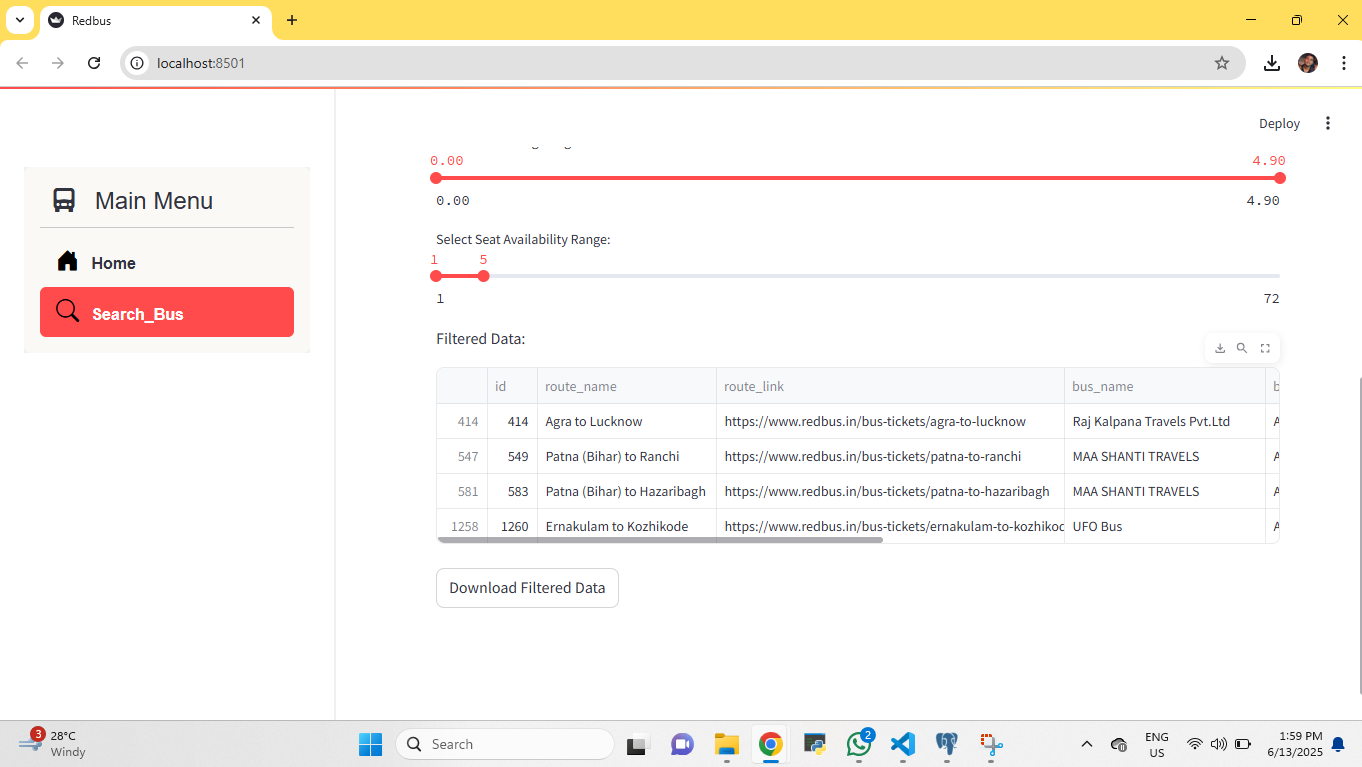 Redbus
localhost:8501
Deploy
Main Menu
Home
Search_Bus
0.00 4.90
0.00 4.90
Select Seat Availability Range:
1 5
1 72
Filtered Data:
id route_name route_link bus_name b
414 414 Agra to Lucknow https://www.redbus.in/bus-tickets/agra-to-lucknow Raj Kalpana Travels Pvt.Ltd A
547 549 Patna (Bihar) to Ranchi https://www.redbus.in/bus-tickets/patna-to-ranchi MAA SHANTI TRAVELS A
581 583 Patna (Bihar) to Hazaribagh https://www.redbus.in/bus-tickets/patna-to-hazaribagh MAA SHANTI TRAVELS A
1258 1260 Ernakulam to Kozhikode https://www.redbus.in/bus-tickets/ernakulam-to-kozhikod UFO Bus A
Download Filtered Data
3
28°C
Windy
Search
2
ENG
US
1:59 PM
6/13/2025